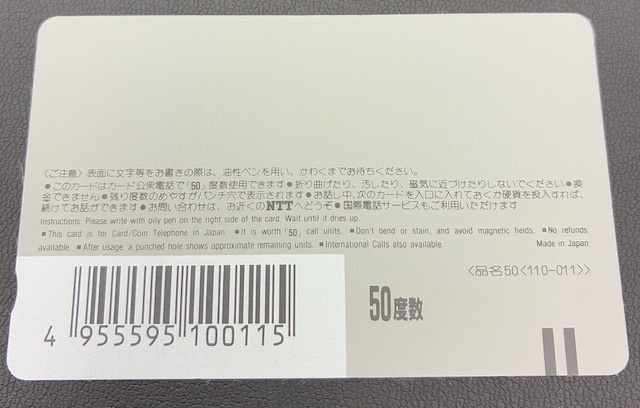 〈ご注意〉表面に文字等をお書きの際は、油性ペンを用い、かわくまでお待ちください。
●このカードはカード公衆電話で「50」度数使用できます●折り曲げたり、汚したり、磁気に近づけたりしないでください●換
金できません●残り度数のめやすがパンチ穴で表示されます●お話し中、次のカードを入口に入れておくか硬貨を投入すれば、
続けてお話ができます●お問い合わせは、お近くのNTTへどうぞ●国際電話サービスもご利用いただけます
Instructions: Please write with oily pen on the right side of the card. Wait until it dries up.
■This card is for Card/Coin Telephone in Japan. ■It is worth「50」call units. ■Don't bend or stain, and avoid magnetic fields. ■No refunds
available. ■After usage, a punched hole shows approximate remaining units. ■International Calls also available. Made in Japan
〈品名50〈110-011〉〉
50度数
4 955595 100115